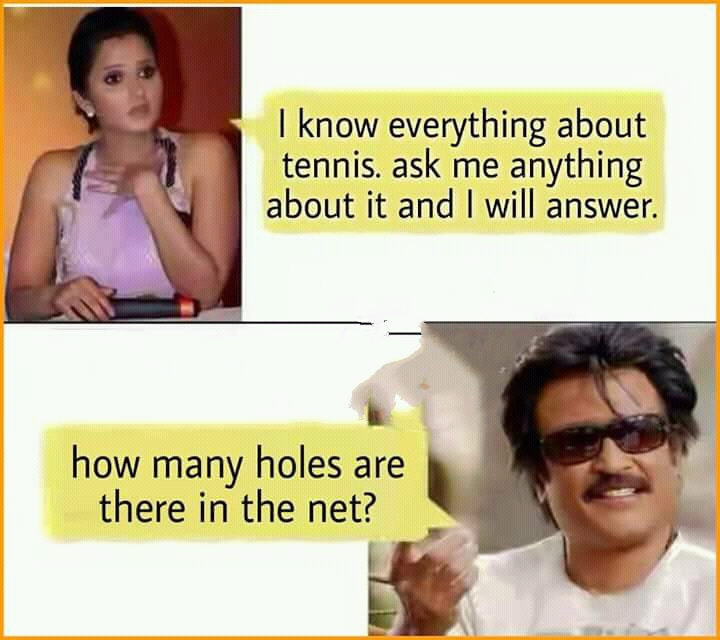 I know everything about
tennis. ask me anything
about it and I will answer.
how many holes are
there in the net?